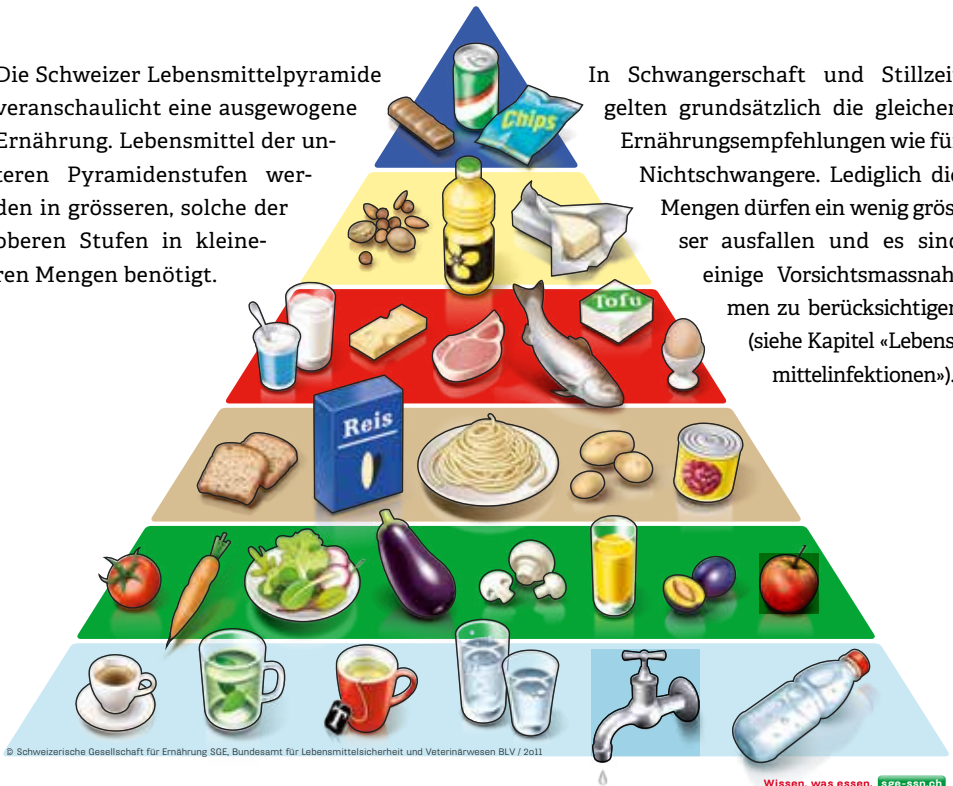 Die Schweizer Lebensmittelpyramide
veranschaulicht eine ausgewogene
Ernährung. Lebensmittel der un-
teren Pyramidenstufen wer-
den in grösseren, solche der
oberen Stufen in kleine-
ren Mengen benötigt.
In Schwangerschaft und Stillzeit
gelten grundsätzlich die gleichen
Ernährungsempfehlungen wie für
Nichtschwangere. Lediglich die
Mengen dürfen ein wenig grös-
ser ausfallen und es sind
einige Vorsichtsmassnah-
men zu berücksichtigen
(siehe Kapitel «Lebens-
mittelinfektionen»).
Chips
Tofu
Reis
© Schweizerische Gesellschaft für Ernährung SGE, Bundesamt für Lebensmittelsicherheit und Veterinärwesen BLV / 2o11
Wissen, was essen. sge-ssn.ch